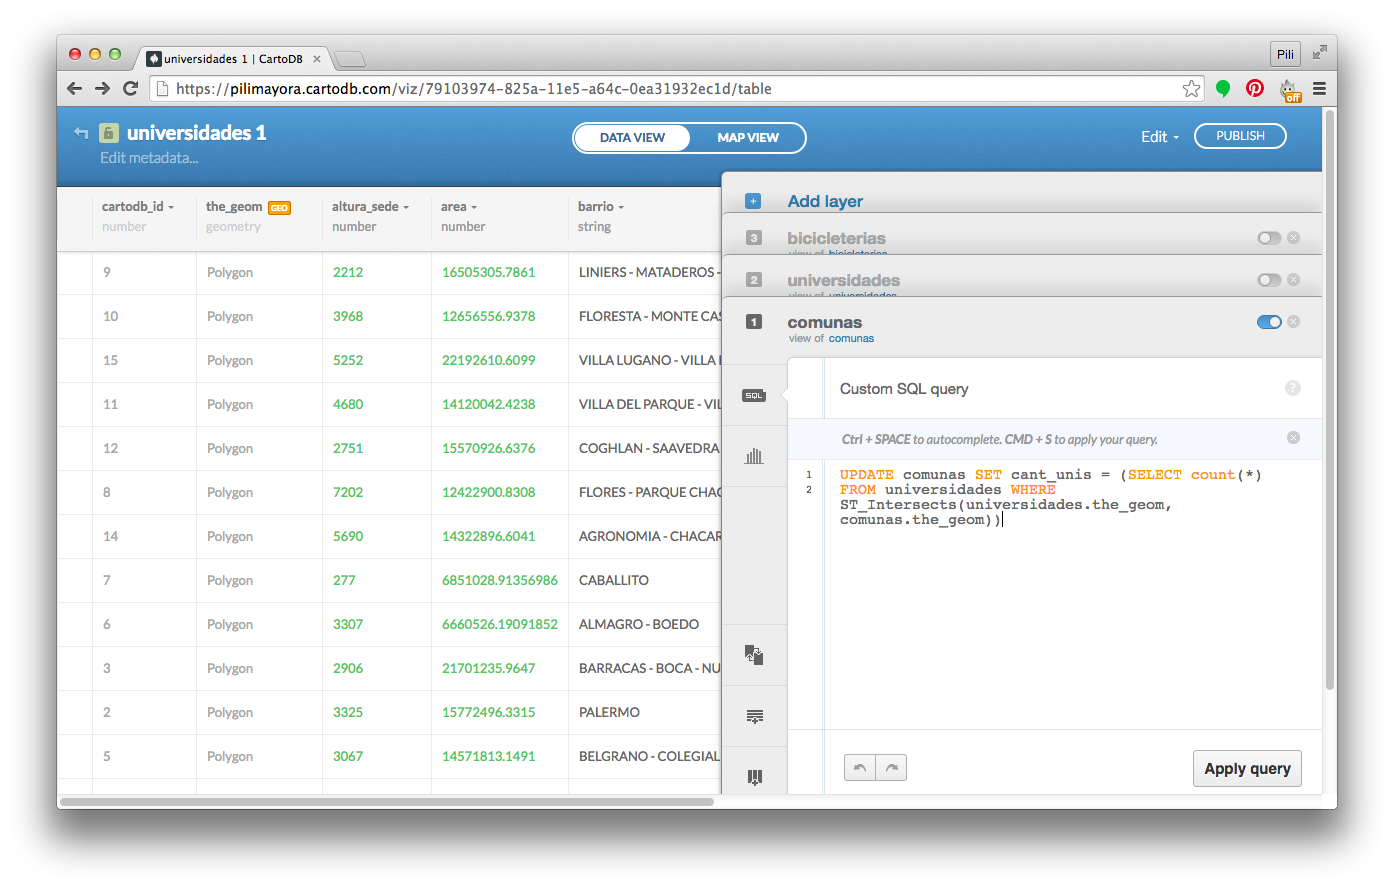 universidades 1 | CartoDB
Pili
https://pilimayora.cartodb.com/viz/79103974-825a-11e5-a64c-0ea31932ec1d/table
off
universidades 1
Edit metadata...
DATA VIEW
MAP VIEW
Edit
PUBLISH
cartodb_id the_geom GEO altura_sede area barrio
number geometry number number string
9 Polygon 2212 16505305.7861 LINIERS - MATADEROS -
10 Polygon 3968 12656556.9378 FLORESTA - MONTE CAS
15 Polygon 5252 22192610.6099 VILLA LUGANO - VILLA
11 Polygon 4680 14120042.4238 VILLA DEL PARQUE - VIL
12 Polygon 2751 15570926.6376 COGHLAN - SAAVEDRA
8 Polygon 7202 12422900.8308 FLORES - PARQUE CHAC
14 Polygon 5690 14322896.6041 AGRONOMIA - CHACAR
7 Polygon 277 6851028.91356986 CABALLITO
6 Polygon 3307 6660526.19091852 ALMAGRO - BOEDO
3 Polygon 2906 21701235.9647 BARRACAS - BOCA - NU
2 Polygon 3325 15772496.3315 PALERMO
5 Polygon 3067 14571813.1491 BELGRANO - COLEGIAL
Add layer
3 bicicleterias
view of bicicleterias
2 universidades
view of universidades
1 comunas
view of comunas
SQL
Custom SQL query
?
Ctrl + SPACE to autocomplete. CMD + S to apply your query.
1 UPDATE comunas SET cant_unis = (SELECT count(*)
2 FROM universidades WHERE
ST_Intersects(universidades.the_geom,
comunas.the_geom))
Apply query